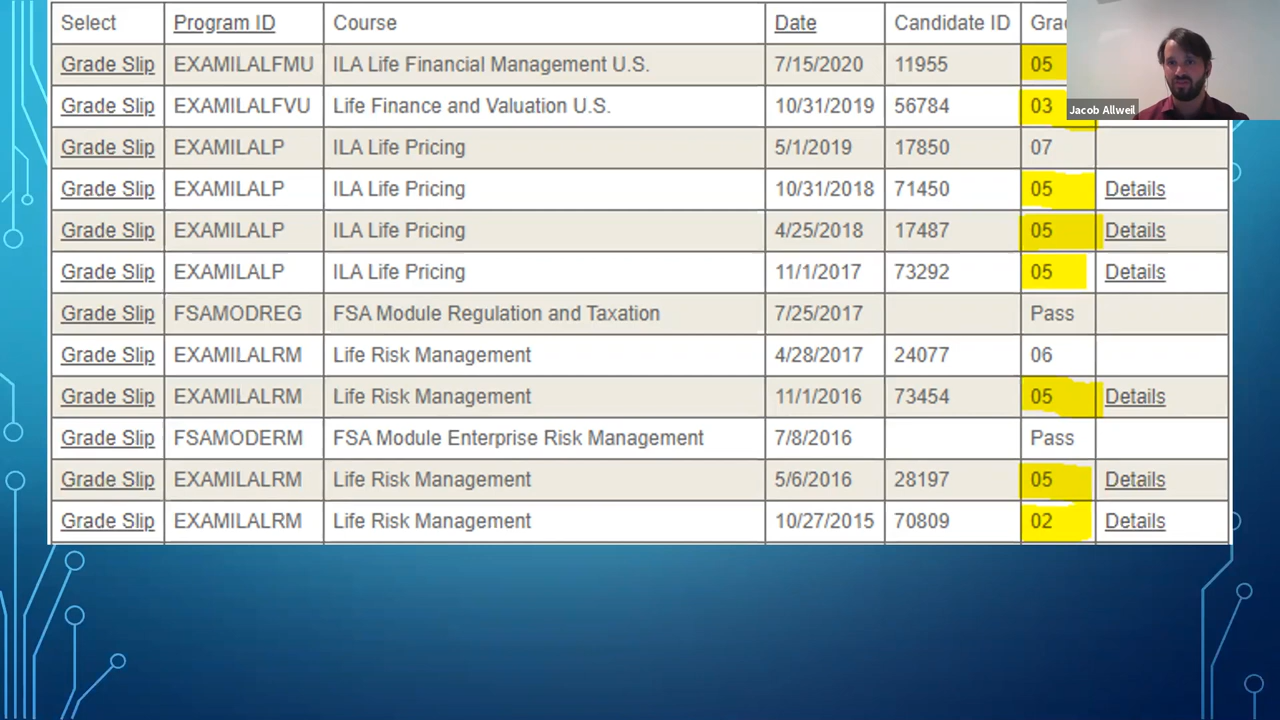 Select Program ID Course Date Candidate ID Gra
Grade Slip EXAMILALFMU ILA Life Financial Management U.S. 7/15/2020 11955 05
Grade Slip EXAMILALFVU Life Finance and Valuation U.S. 10/31/2019 56784 03
Jacob Allweil
Grade Slip EXAMILALP ILA Life Pricing 5/1/2019 17850 07
Grade Slip EXAMILALP ILA Life Pricing 10/31/2018 71450 05 Details
Grade Slip EXAMILALP ILA Life Pricing 4/25/2018 17487 05 Details
Grade Slip EXAMILALP ILA Life Pricing 11/1/2017 73292 05 Details
Grade Slip FSAMODREG FSA Module Regulation and Taxation 7/25/2017 Pass
Grade Slip EXAMILALRM Life Risk Management 4/28/2017 24077 06
Grade Slip EXAMILALRM Life Risk Management 11/1/2016 73454 05 Details
Grade Slip FSAMODERM FSA Module Enterprise Risk Management 7/8/2016 Pass
Grade Slip EXAMILALRM Life Risk Management 5/6/2016 28197 05 Details
Grade Slip EXAMILALRM Life Risk Management 10/27/2015 70809 02 Details